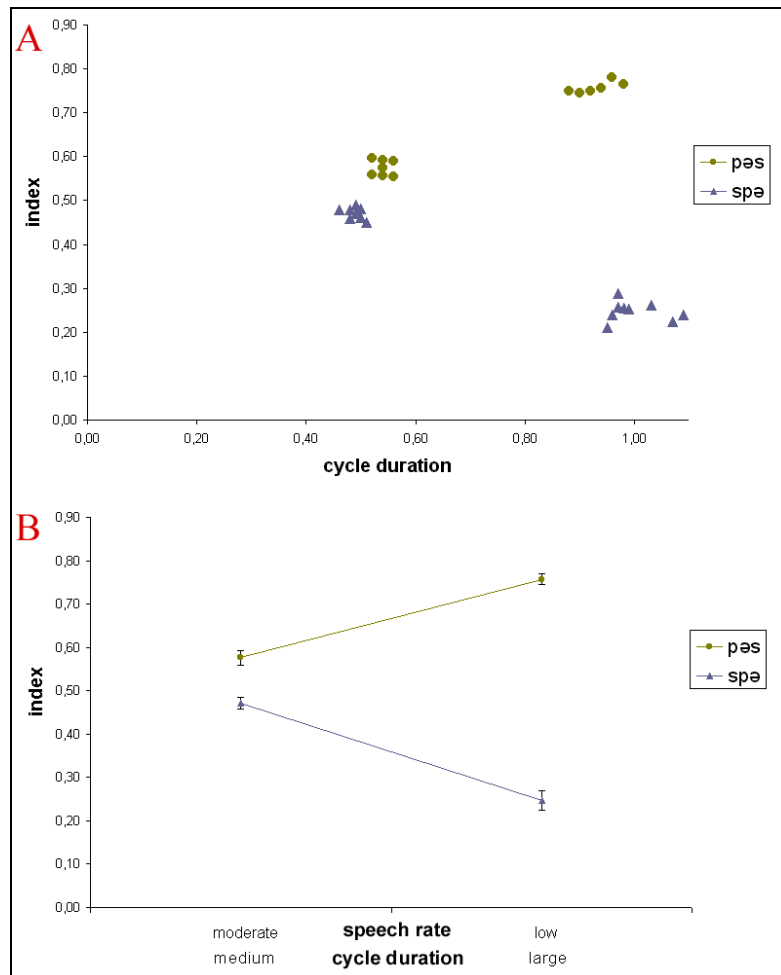 A
0,90
0,80
0,70
0,60
0,50
0,40
0,30
0,20
0,10
0,00
index
0,00 0,20 0,40 0,60 0,80 1,00
cycle duration
pəs
spə
B
0,90
0,80
0,70
0,60
0,50
0,40
0,30
0,20
0,10
0,00
index
pəs
spə
moderate speech rate low
medium cycle duration large